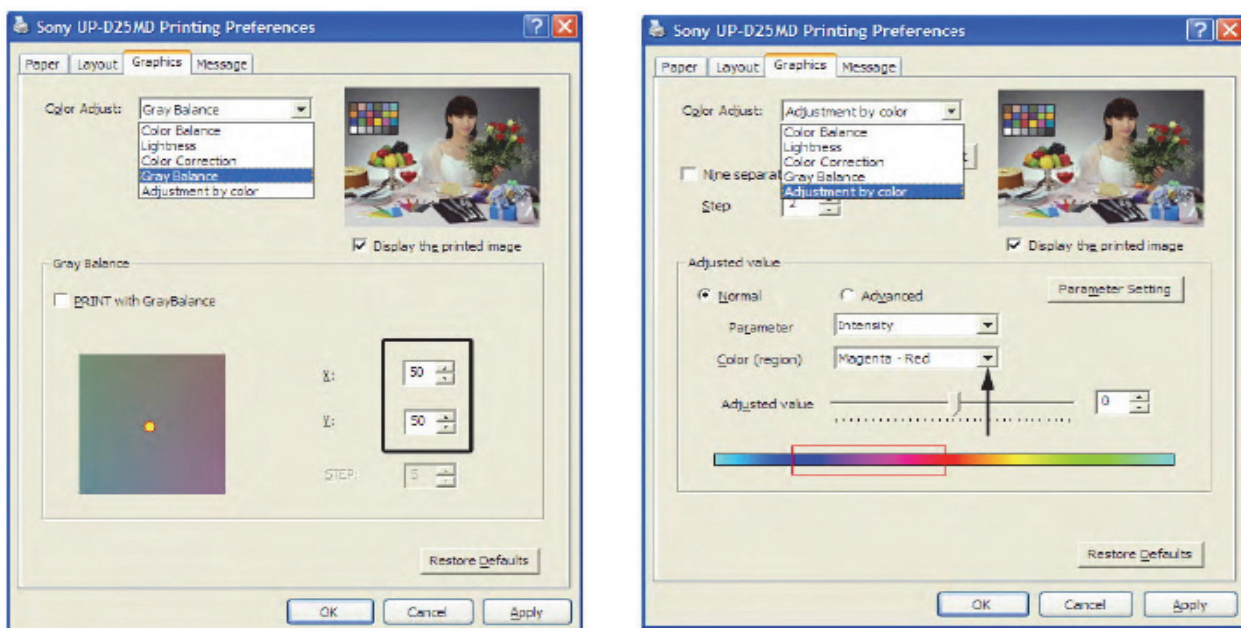 Sony UP-D25MD Printing Preferences
Paper
Layout
Graphics
Message
Color Adjust:
Gray Balance
Color Balance
Lightness
Color Correction
Gray Balance
Adjustment by color
Display the printed image
Gray Balance
PRINT with GrayBalance
X:
50
Y:
50
STEP:
5
Restore Defaults
OK
Cancel
Apply
Sony UP-D25MD Printing Preferences
Paper
Layout
Graphics
Message
Color Adjust:
Adjustment by color
Color Balance
Lightness
Color Correction
Gray Balance
Adjustment by color
Step
2
Display the printed image
Adjusted value
Normal
Advanced
Parameter Setting
Parameter
Intensity
Color (region)
Magenta - Red
Adjusted value
0
Restore Defaults
OK
Cancel
Apply